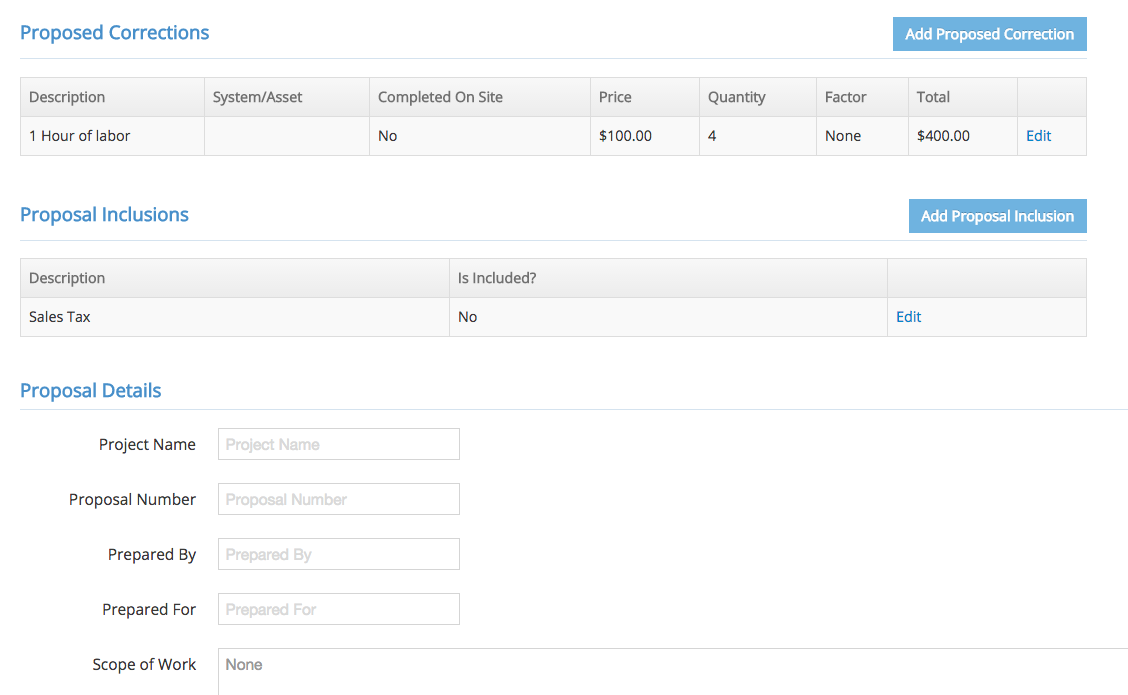 Proposed Corrections Add Proposed Correction
Description System/Asset Completed On Site Price Quantity Factor Total
1 Hour of labor No $100.00 4 None $400.00 Edit
Proposal Inclusions Add Proposal Inclusion
Description Is Included?
Sales Tax No Edit
Proposal Details
Project Name Project Name
Proposal Number Proposal Number
Prepared By Prepared By
Prepared For Prepared For
Scope of Work None